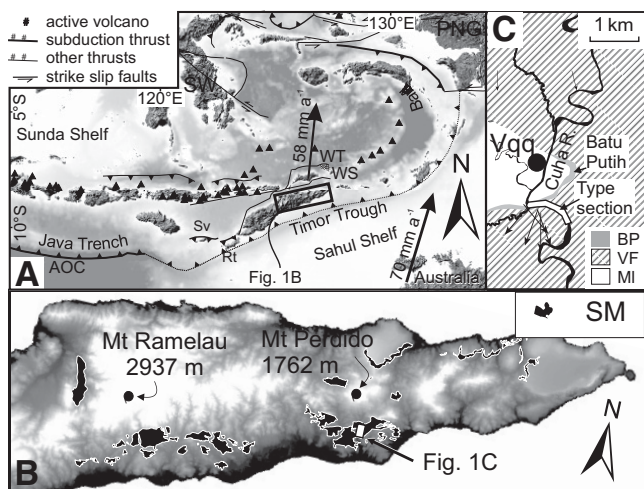 active volcano
subduction thrust
other thrusts
strike slip faults
130°E
PNG
120°E
SW
Ba
5°S
Sunda Shelf
58 mm a⁻¹
WT
WS
N
10°S
Sv
Timor Trough
Java Trench
Rt
Sahul Shelf
A
AOC
Fig. 1B
70 mm a⁻¹
Australia
C
1 km
Vqq
Cuha R.
Batu
Putih
Type
section
BP
VF
MI
SM
Mt Ramelau
2937 m
Mt Perdido
1762 m
N
B
Fig. 1C